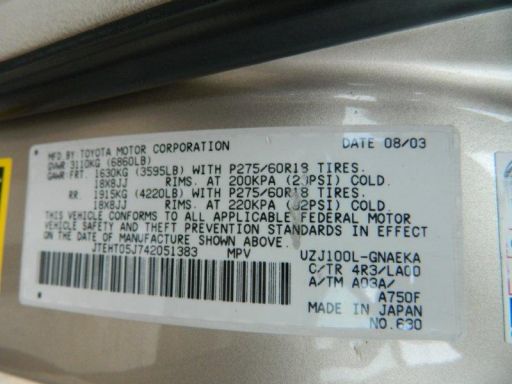 MFD.BY:TOYOTA MOTOR CORPORATION DATE 08/03
GVWR 3110KG (6860LB)
GAWR-FRT. 1630KG (3595LB) WITH P275/60R18 TIRES.
18X8JJ RIMS. AT 200KPA (29PSI) COLD.
RR. 1915KG (4220LB) WITH P275/60R18 TIRES.
18X8JJ RIMS. AT 220KPA (32PSI) COLD.
THIS VEHICLE CONFORMS TO ALL APPLICABLE FEDERAL MOTOR
VEHICLE SAFETY AND THEFT PREVENTION STANDARDS IN EFFECT
ON THE DATE OF MANUFACTURE SHOWN ABOVE.
JTEHT05J742051383 MPV UZJ100L-GNAEKA
C/TR 4R3/LA00
A/TM A03A/
A750F
MADE IN JAPAN
NO.630